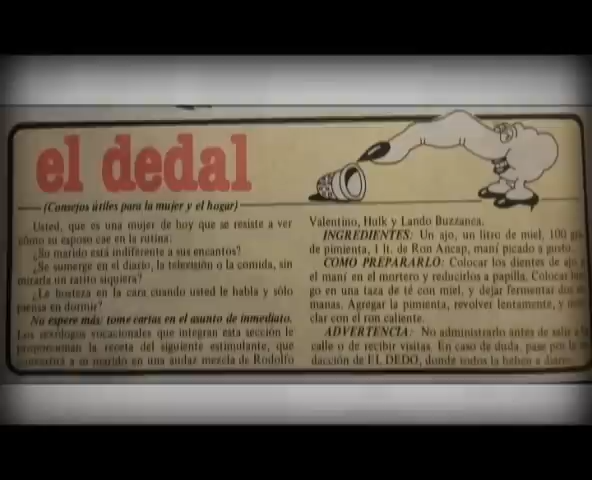 el dedal
(Consejos útiles para la mujer y el hogar)
Usted, que es una mujer de hoy que se resiste a ver
cómo su esposo cae en la rutina:
¿Su marido está indiferente a sus encantos?
¿Se sumerge en el diario, la televisión o la comida, sin
mirarla un ratito siquiera?
¿Le bosteza en la cara cuando usted le habla y sólo
piensa en dormir?
No espere más: tome cartas en el asunto de inmediato.
Los sexólogos vocacionales que integran esta sección le
proporcionan la receta del siguiente estimulante, que
convertirá a su marido en una audaz mezcla de Rodolfo
Valentino, Hulk y Lando Buzzanca.
INGREDIENTES: Un ajo, un litro de miel, 100 grs
de pimienta, 1 lt. de Ron Ancap, maní picado a gusto.
COMO PREPARARLO: Colocar los dientes de ajo y
el maní en el mortero y reducirlos a papilla. Colocar
go en una taza de té con miel, y dejar fermentar dos
manas. Agregar la pimienta, revolver lentamente, y
clar con el ron caliente.
ADVERTENCIA: No administrarlo antes de salir a
calle o de recibir visitas. En caso de duda, pase por
dacción de EL DEDO, donde todos la beben a diario.